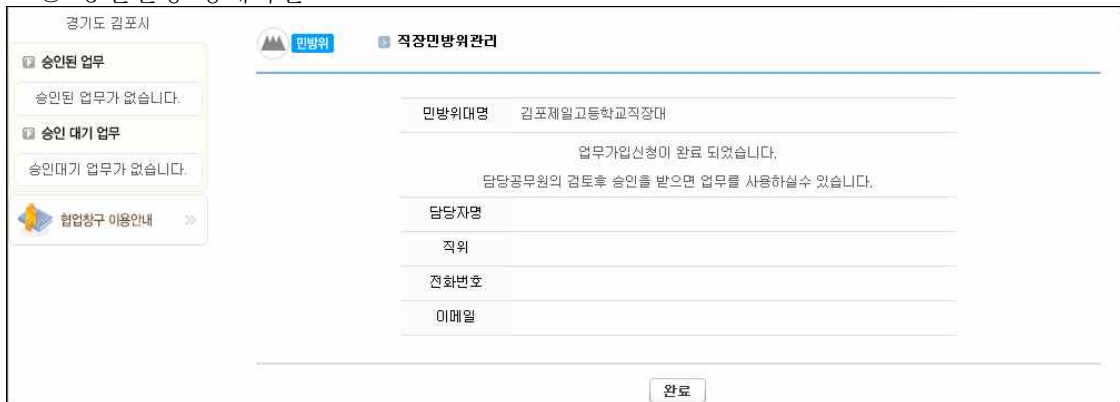 경기도 김포시
승인된 업무
승인된 업무가 없습니다.
승인 대기 업무
승인대기 업무가 없습니다.
협업창구 이용안내
민방위
직장민방위관리
민방위대명 김포제일고등학교직장대
업무가입신청이 완료 되었습니다.
담당공무원의 검토후 승인을 받으면 업무를 사용하실수 있습니다.
담당자명
직위
전화번호
이메일
완료